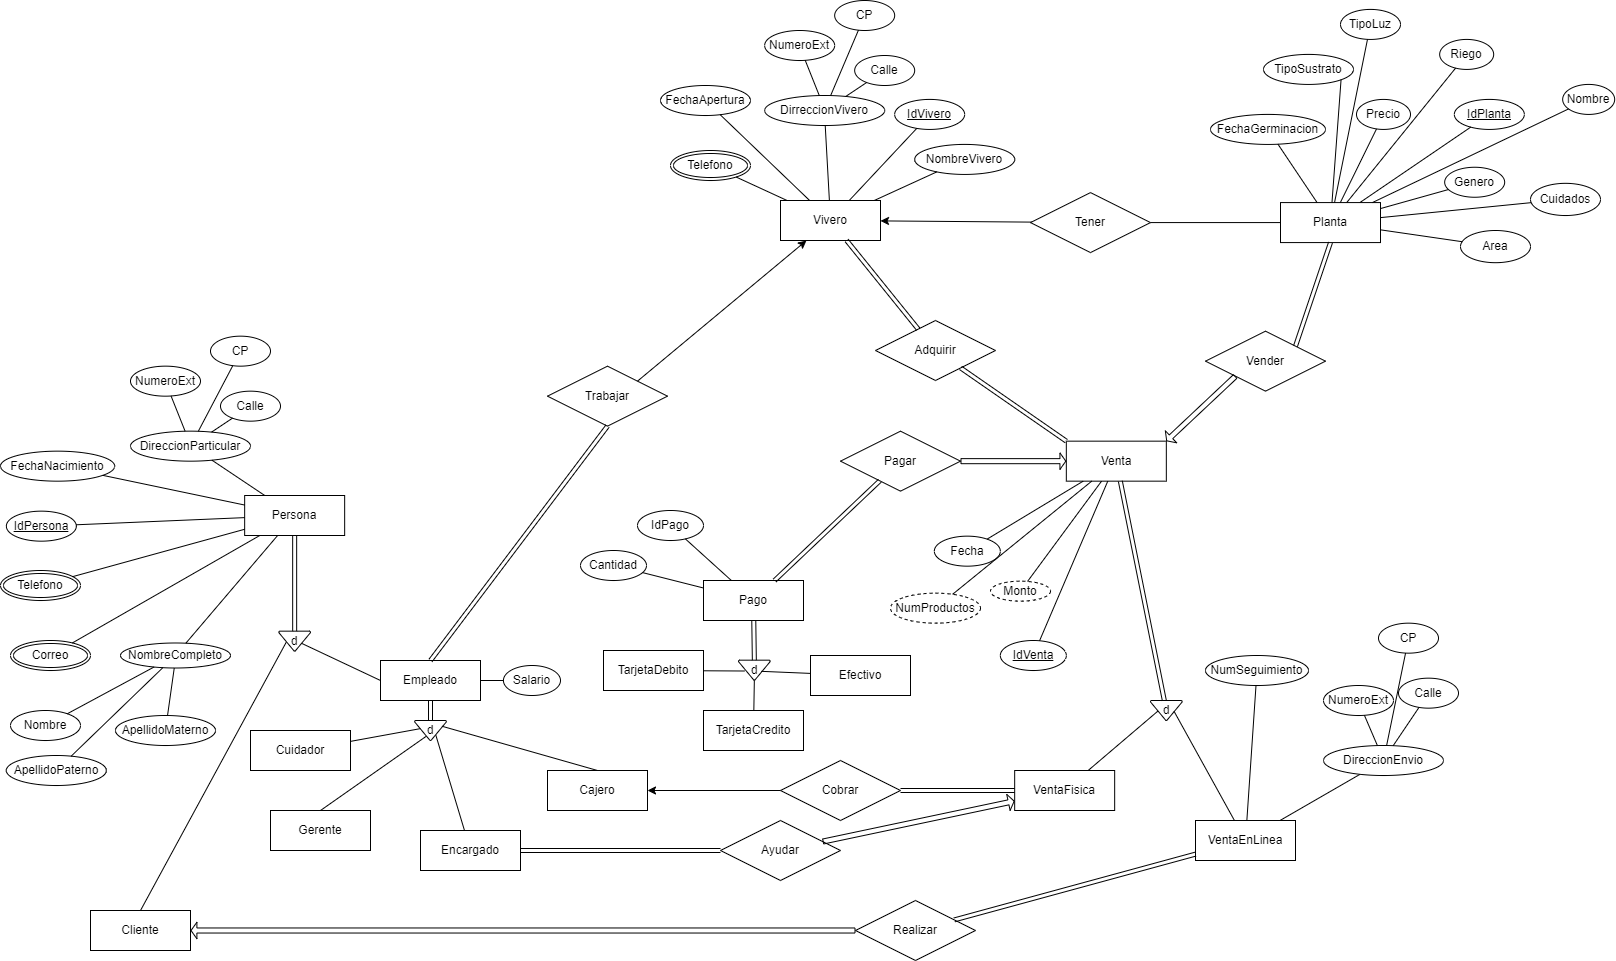 CP
TipoLuz
NumeroExt
Riego
Calle
TipoSustrato
FechaApertura
DirreccionVivero
IdVivero
Precio
IdPlanta
Nombre
FechaGerminacion
Telefono
NombreVivero
Genero
Cuidados
Vivero
Tener
Planta
Area
CP
Adquirir
Vender
NumeroExt
Trabajar
Calle
DireccionParticular
FechaNacimiento
Pagar
Venta
Persona
IdPersona
IdPago
Fecha
Cantidad
Telefono
Monto
Pago
NumProductos
d
CP
Correo
NombreCompleto
IdVenta
TarjetaDebito
d
Efectivo
NumSeguimiento
Empleado
Salario
NumeroExt
Calle
d
Nombre
ApellidoMaterno
d
TarjetaCredito
Cuidador
DireccionEnvio
ApellidoPaterno
Cajero
Cobrar
VentaFisica
Gerente
Encargado
Ayudar
VentaEnLinea
Cliente
Realizar